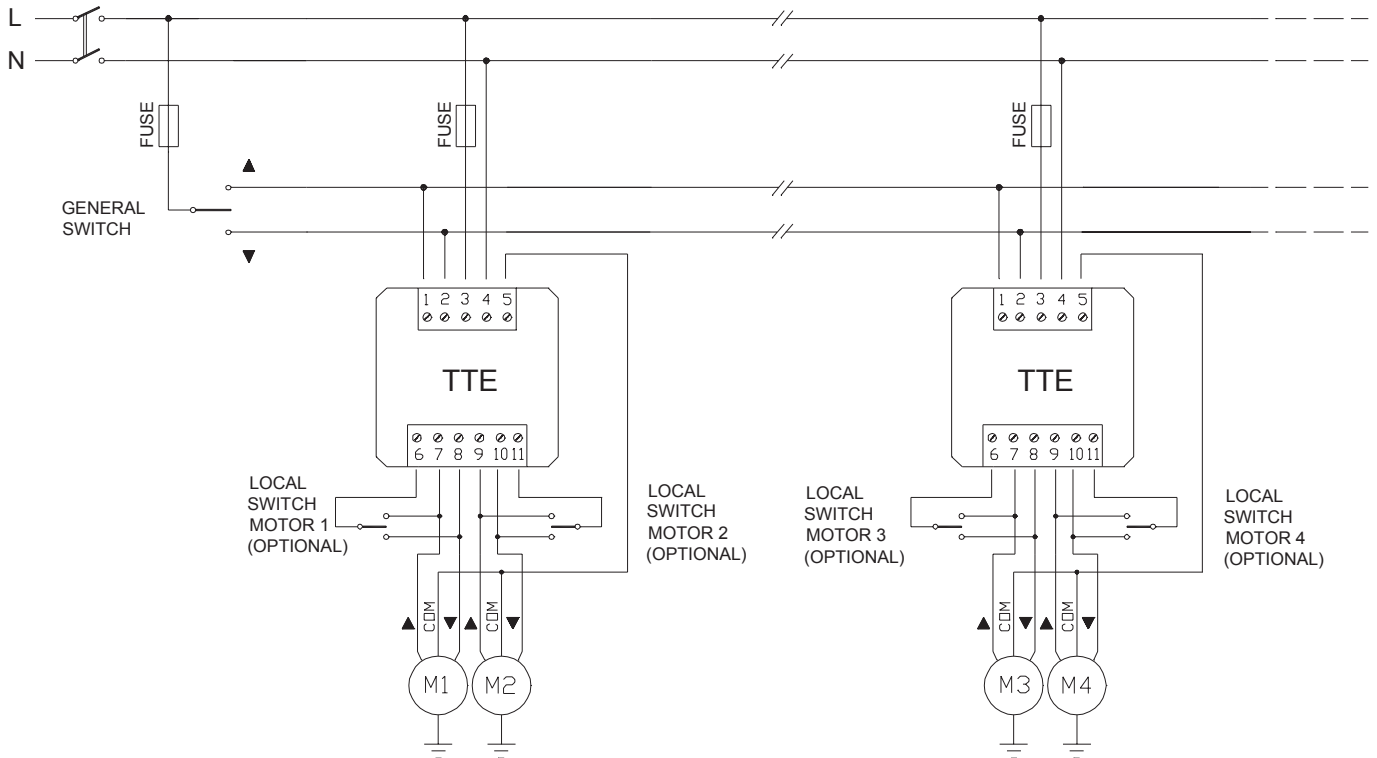 L
N
FUSE
FUSE
FUSE
▲
GENERAL
SWITCH
▼
1 2 3 4 5
1 2 3 4 5
TTE
TTE
6 7 8 9 10 11
6 7 8 9 10 11
LOCAL
SWITCH
MOTOR 1
(OPTIONAL)
LOCAL
SWITCH
MOTOR 2
(OPTIONAL)
LOCAL
SWITCH
MOTOR 3
(OPTIONAL)
LOCAL
SWITCH
MOTOR 4
(OPTIONAL)
▲ COM ▼ ▲ COM ▼
▲ COM ▼ ▲ COM ▼
M1 M2
M3 M4